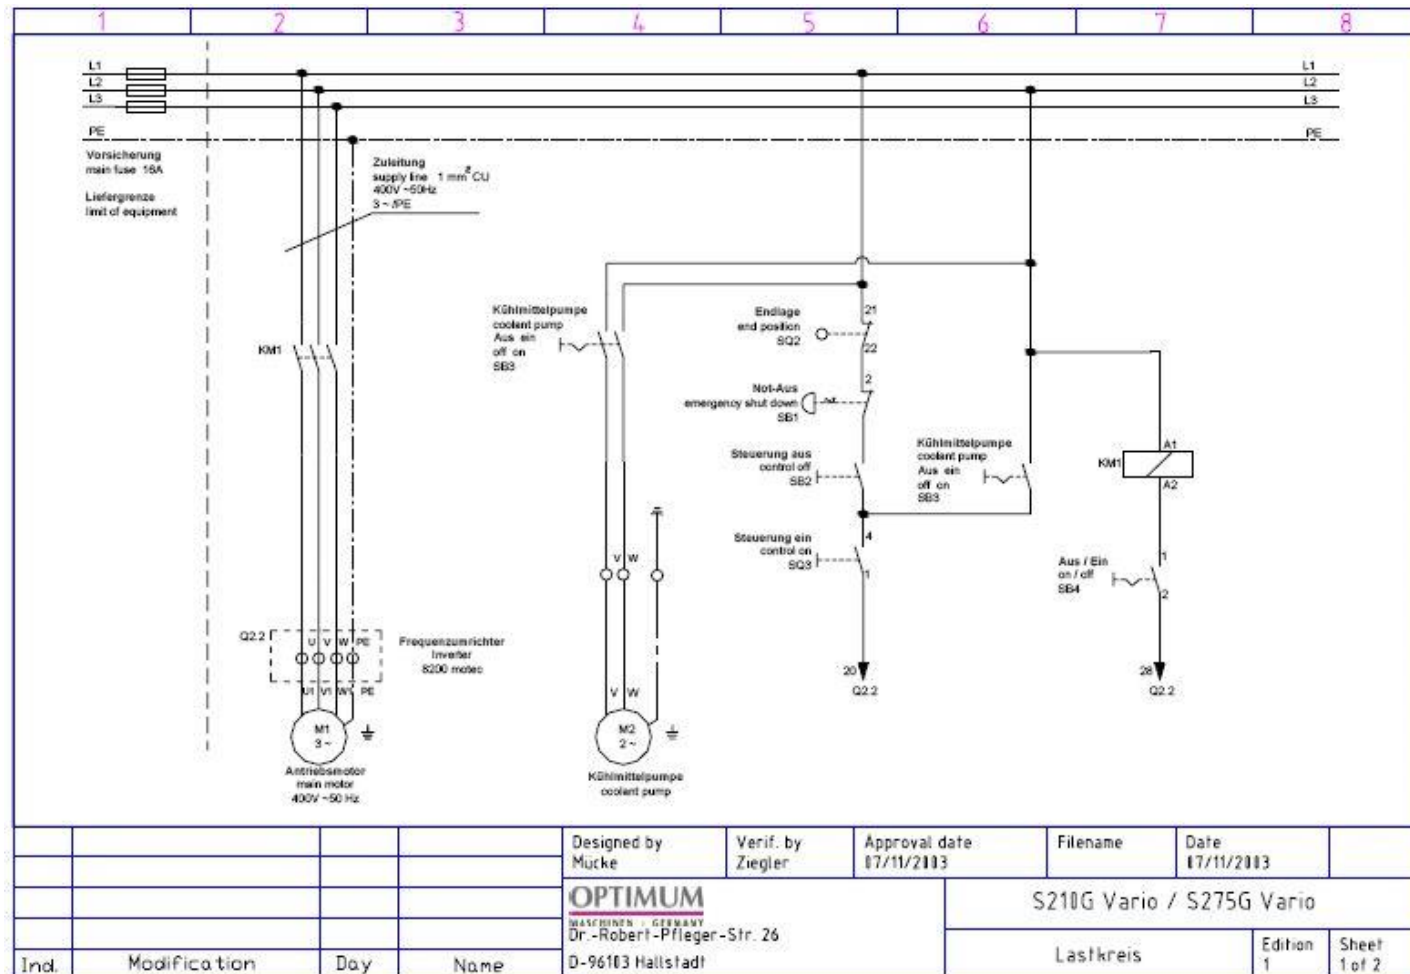 1 2 3 4 5 6 7 8
L1 L1
L2 L2
L3 L3
PE PE
Vorsicherung
main fuse 16A
Liefergrenze
limit of equipment
Zuleitung
supply line 1 mm² CU
400V ~50Hz
3 ~ /PE
KM1
Kühlmittelpumpe
coolant pump
Aus ein
off on
SB3
Endlage
end position
SQ2
21
22
Not-Aus
emergency shut down
SB1
2
Steuerung aus
control off
SB2
Kühlmittelpumpe
coolant pump
Aus ein
off on
SB3
KM1
A1
A2
Steuerung ein
control on
SQ3
4
1
Aus / Ein
on / off
SB4
1
2
V W
Q2.2
U V W PE
Frequenzumrichter
Inverter
8200 motec
U1 V1 W1 PE
V W
20
Q2.2
28
Q2.2
M1
3 ~
M2
2 ~
Antriebsmotor
main motor
400V ~50 Hz
Kühlmittelpumpe
coolant pump
Designed by
Mücke
Verif. by
Ziegler
Approval date
07/11/2003
Filename
Date
07/11/2003
OPTIMUM
MASCHINEN - GERMANY
Dr.-Robert-Pfleger-Str. 26
D-96103 Hallstadt
S210G Vario / S275G Vario
Lastkreis
Edition
1
Sheet
1 of 2
Ind. Modification Day Name